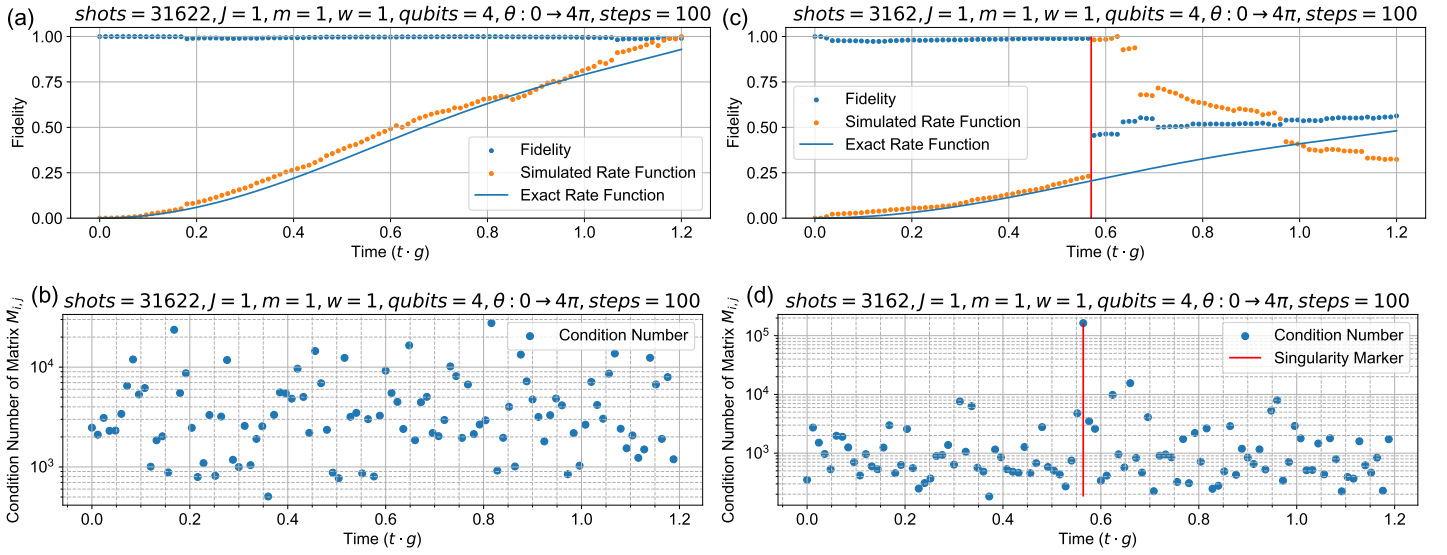 (a)
shots = 31622, J = 1, m = 1, w = 1, qubits = 4, θ : 0 → 4π, steps = 100
Fidelity
1.00
0.75
0.50
0.25
0.00
Fidelity
Simulated Rate Function
Exact Rate Function
0.0 0.2 0.4 0.6 0.8 1.0 1.2
Time (t · g)
(c)
shots = 3162, J = 1, m = 1, w = 1, qubits = 4, θ : 0 → 4π, steps = 100
Fidelity
1.00
0.75
0.50
0.25
0.00
Fidelity
Simulated Rate Function
Exact Rate Function
0.0 0.2 0.4 0.6 0.8 1.0 1.2
Time (t · g)
(b)
shots = 31622, J = 1, m = 1, w = 1, qubits = 4, θ : 0 → 4π, steps = 100
Condition Number of Matrix M_{i,j}
10^4
10^3
Condition Number
0.0 0.2 0.4 0.6 0.8 1.0 1.2
Time (t · g)
(d)
shots = 3162, J = 1, m = 1, w = 1, qubits = 4, θ : 0 → 4π, steps = 100
Condition Number of Matrix M_{i,j}
10^5
10^4
10^3
Condition Number
Singularity Marker
0.0 0.2 0.4 0.6 0.8 1.0 1.2
Time (t · g)